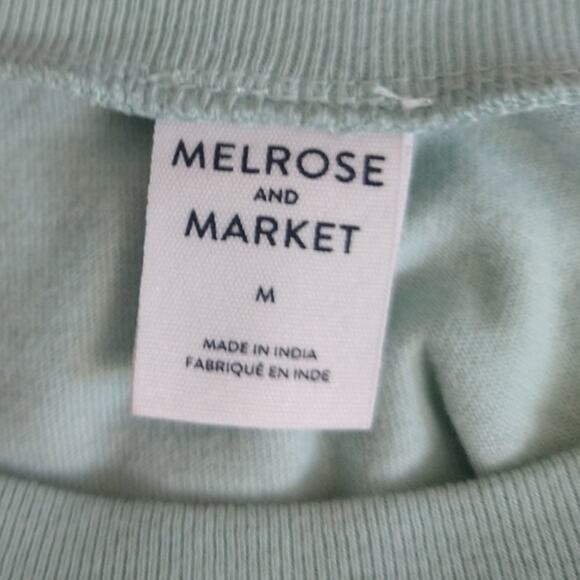 MELROSE
AND
MARKET
M
MADE IN INDIA
FABRIQUÉ EN INDE